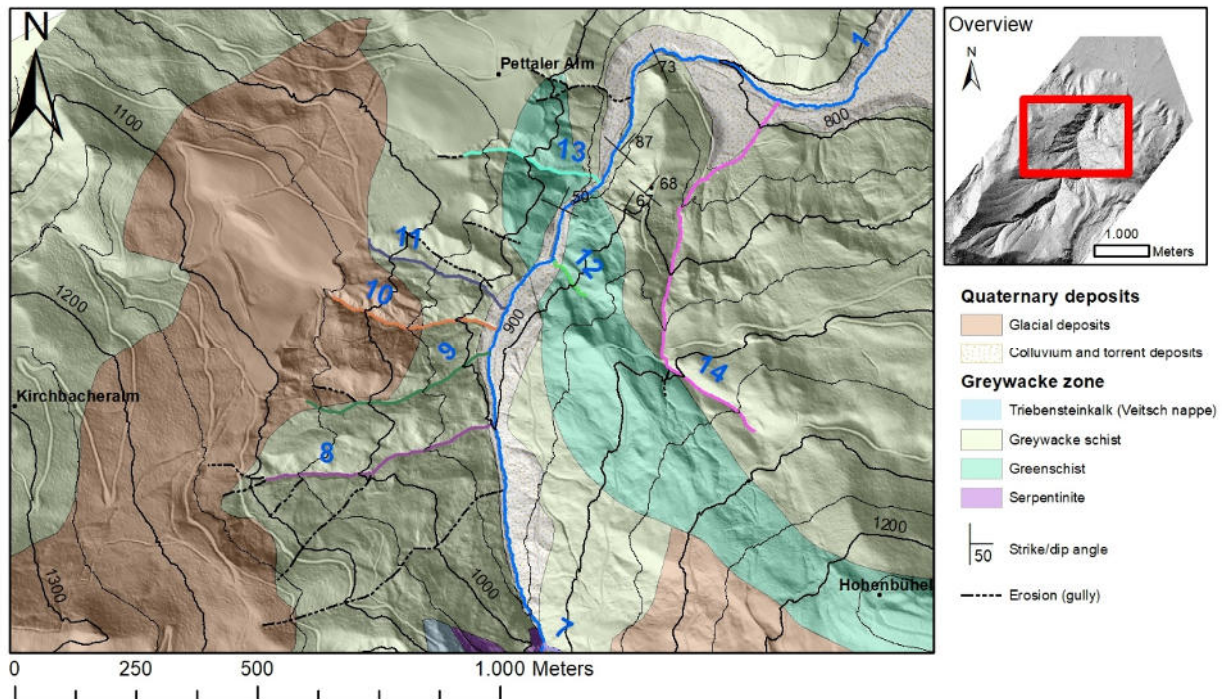 N
Pettaler Alm
1
73
800
1100
13
87
68
50
67
11
12
10
1200
900
9
14
Kirchbacheralm
8
1200
1300
1000
Hohenbühel
1
0 250 500 1.000 Meters
Overview
N
1.000
Meters
Quaternary deposits
Glacial deposits
Colluvium and torrent deposits
Greywacke zone
Triebensteinkalk (Veitsch nappe)
Greywacke schist
Greenschist
Serpentinite
50 Strike/dip angle
Erosion (gully)